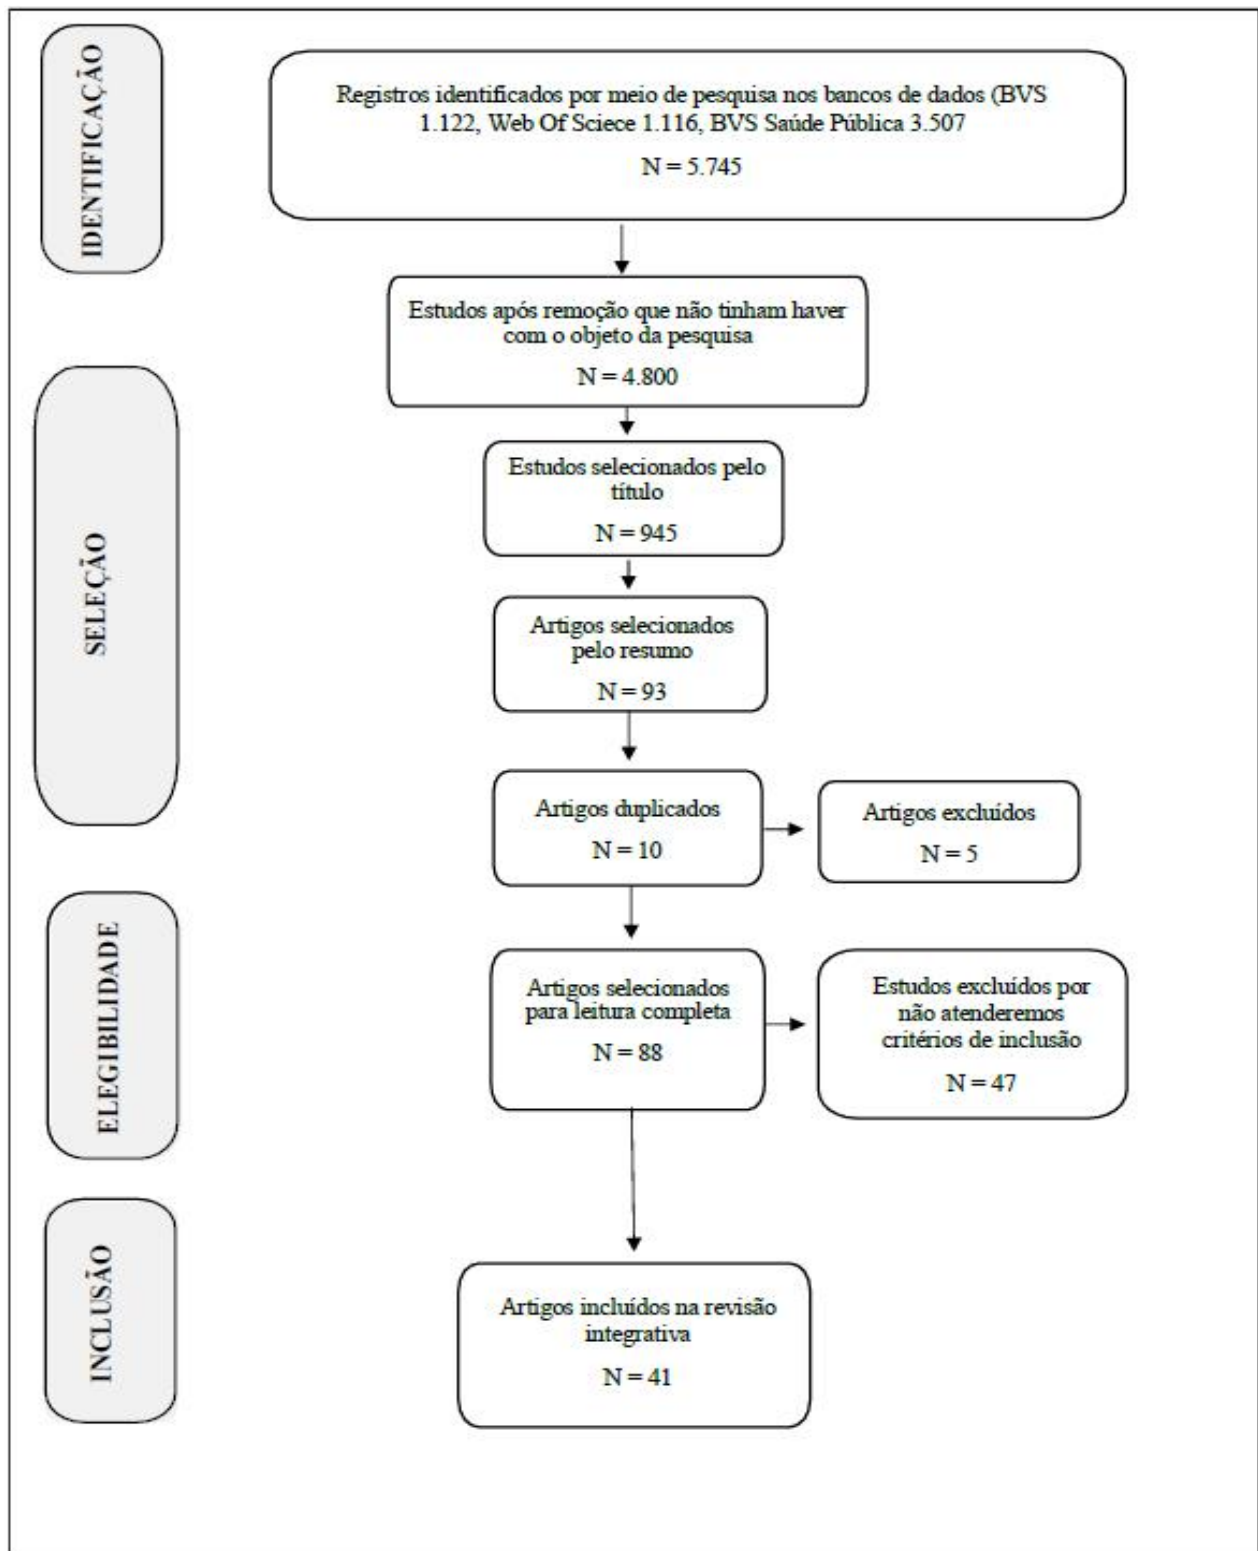 IDENTIFICAÇÃO
Registros identificados por meio de pesquisa nos bancos de dados (BVS
1.122, Web Of Sciece 1.116, BVS Saúde Pública 3.507
N = 5.745
Estudos após remoção que não tinham haver
com o objeto da pesquisa
N = 4.800
SELEÇÃO
Estudos selecionados pelo
título
N = 945
Artigos selecionados
pelo resumo
N = 93
Artigos duplicados
N = 10
Artigos excluídos
N = 5
ELEGIBILIDADE
Artigos selecionados
para leitura completa
N = 88
Estudos excluídos por
não atenderemos
critérios de inclusão
N = 47
INCLUSÃO
Artigos incluídos na revisão
integrativa
N = 41